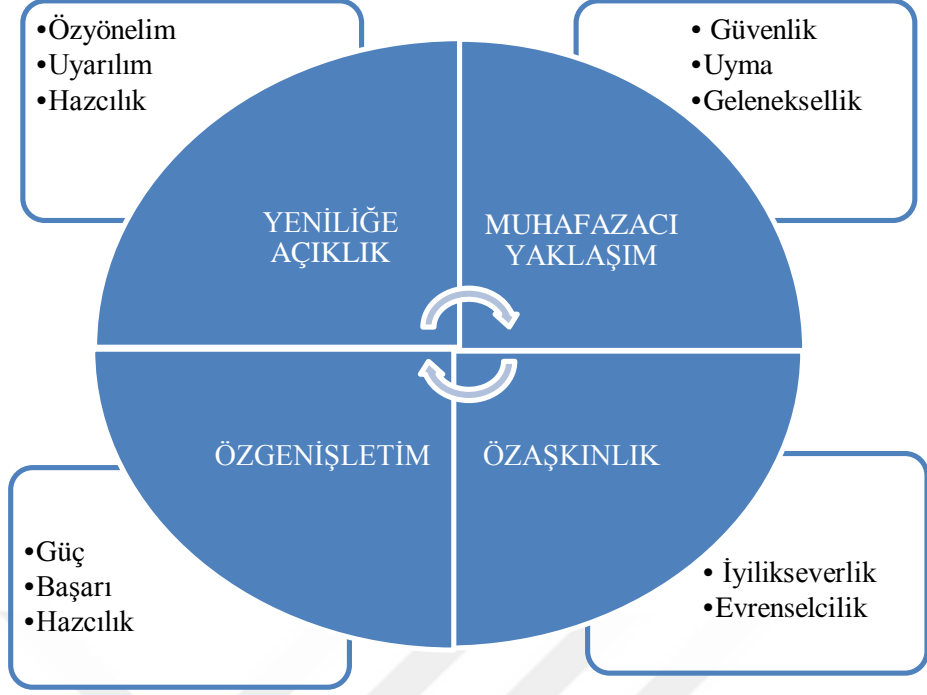 •Özyönelim
•Uyarılım
•Hazcılık
• Güvenlik
•Uyma
•Geleneksellik
YENİLİĞE
AÇIKLIK
MUHAFAZACI
YAKLAŞIM
ÖZGENİŞLETİM
ÖZAŞKINLIK
•Güç
•Başarı
•Hazcılık
• İyilikseverlik
•Evrenselcilik